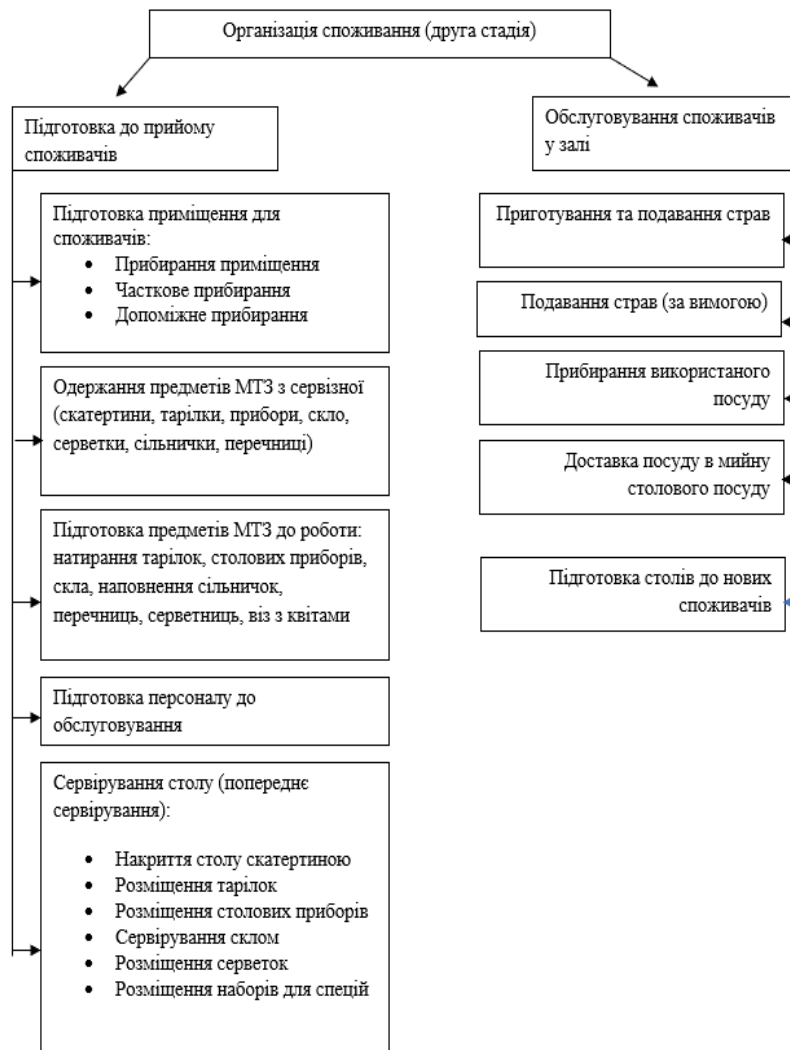 Організація споживання (друга стадія)
Підготовка до прийому
споживачів
Підготовка приміщення для
споживачів:
• Прибирання приміщення
• Часткове прибирання
• Допоміжне прибирання
Одержання предметів МТЗ з сервізної
(скатертини, тарілки, прибори, скло,
серветки, сільнички, перечниці)
Підготовка предметів МТЗ до роботи:
натирання тарілок, столових приборів,
скла, наповнення сільничок,
перечниць, серветниць, віз з квітами
Підготовка персоналу до
обслуговування
Сервірування столу (попереднє
сервірування):
• Накриття столу скатертиною
• Розміщення тарілок
• Розміщення столових приборів
• Сервірування склом
• Розміщення серветок
• Розміщення наборів для спецій
Обслуговування споживачів
у залі
Приготування та подавання страв
Подавання страв (за вимогою)
Прибирання використаного
посуду
Доставка посуду в мийну
столового посуду
Підготовка столів до нових
споживачів